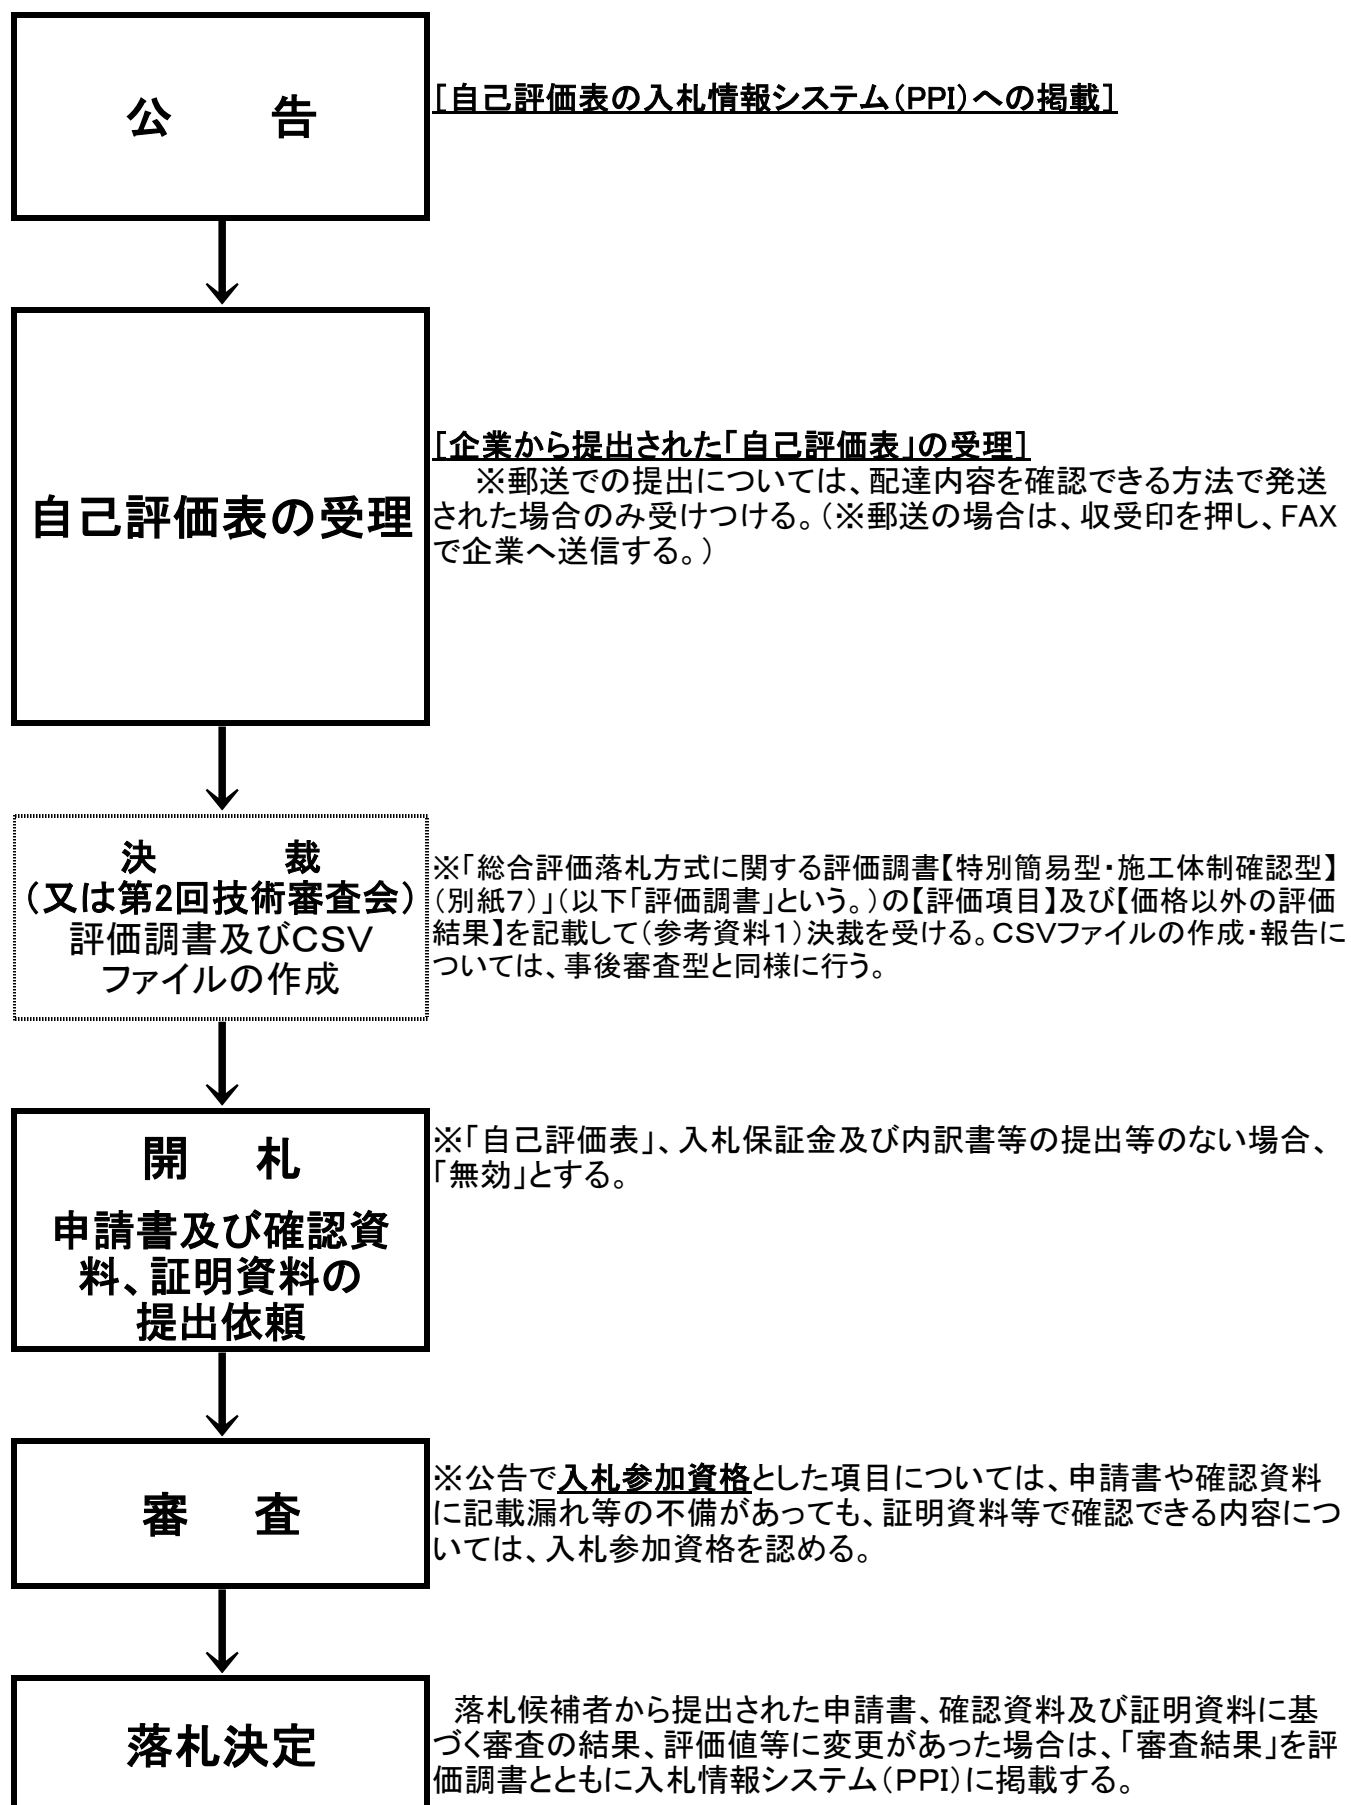 公　　告
[自己評価表の入札情報システム(PPI)への掲載]
自己評価表の受理
[企業から提出された「自己評価表」の受理]
※郵送での提出については、配達内容を確認できる方法で発送
された場合のみ受けつける。(※郵送の場合は、収受印を押し、FAX
で企業へ送信する。)
決　　　裁
(又は第2回技術審査会)
評価調書及びCSV
ファイルの作成
※「総合評価落札方式に関する評価調書【特別簡易型・施工体制確認型】
(別紙7)」(以下「評価調書」という。)の【評価項目】及び【価格以外の評価
結果】を記載して(参考資料1)決裁を受ける。CSVファイルの作成・報告に
ついては、事後審査型と同様に行う。
開　札
申請書及び確認資
料、証明資料の
提出依頼
※「自己評価表」、入札保証金及び内訳書等の提出等のない場合、
「無効」とする。
審　査
※公告で入札参加資格とした項目については、申請書や確認資料
に記載漏れ等の不備があっても、証明資料等で確認できる内容につ
いては、入札参加資格を認める。
落札決定
落札候補者から提出された申請書、確認資料及び証明資料に基
づく審査の結果、評価値等に変更があった場合は、「審査結果」を評
価調書とともに入札情報システム(PPI)に掲載する。